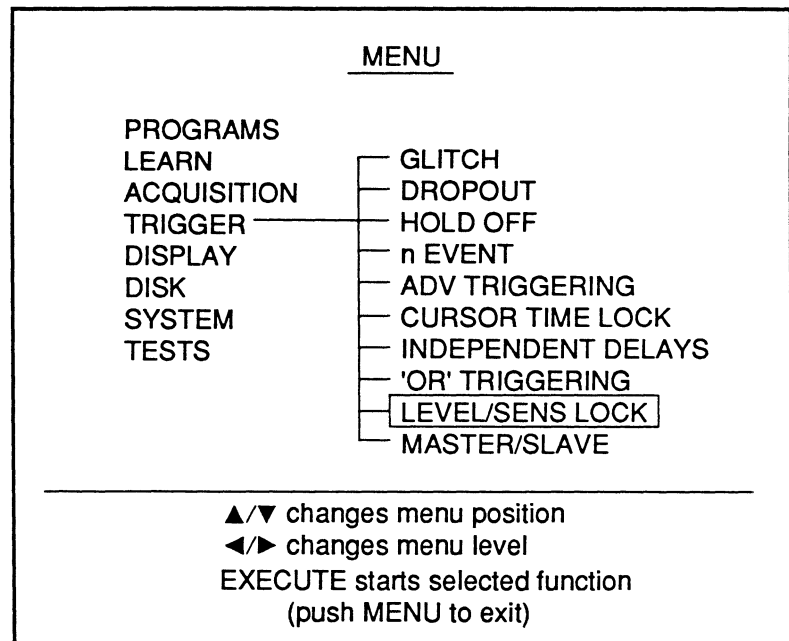 MENU
PROGRAMS
LEARN
ACQUISITION
TRIGGER
DISPLAY
DISK
SYSTEM
TESTS
GLITCH
DROPOUT
HOLD OFF
n EVENT
ADV TRIGGERING
CURSOR TIME LOCK
INDEPENDENT DELAYS
'OR' TRIGGERING
LEVEL/SENS LOCK
MASTER/SLAVE
▲/▼ changes menu position
◄/► changes menu level
EXECUTE starts selected function
(push MENU to exit)